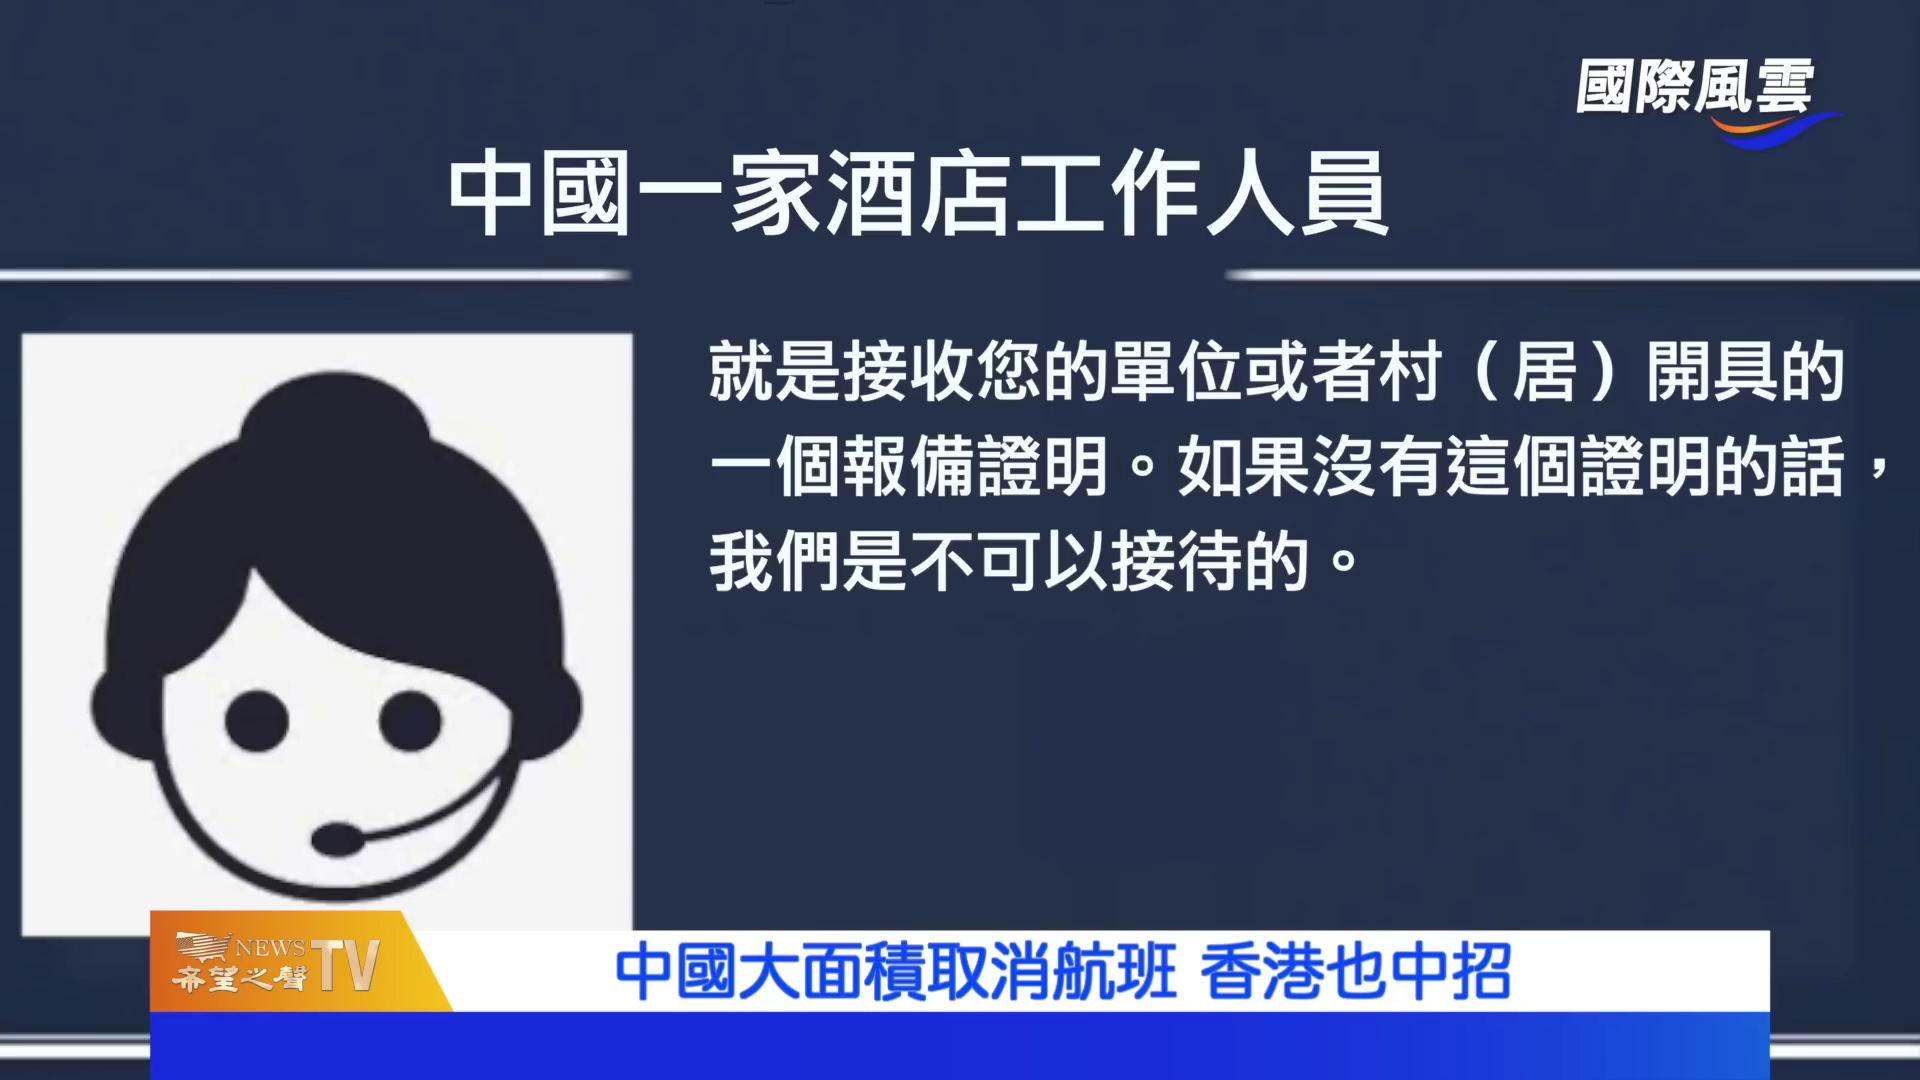 國際風雲
中國一家酒店工作人員
就是接收您的單位或者村（居）開具的
一個報備證明。如果沒有這個證明的話，
我們是不可以接待的。
NEWS
希望之聲 TV
中國大面積取消航班 香港也中招